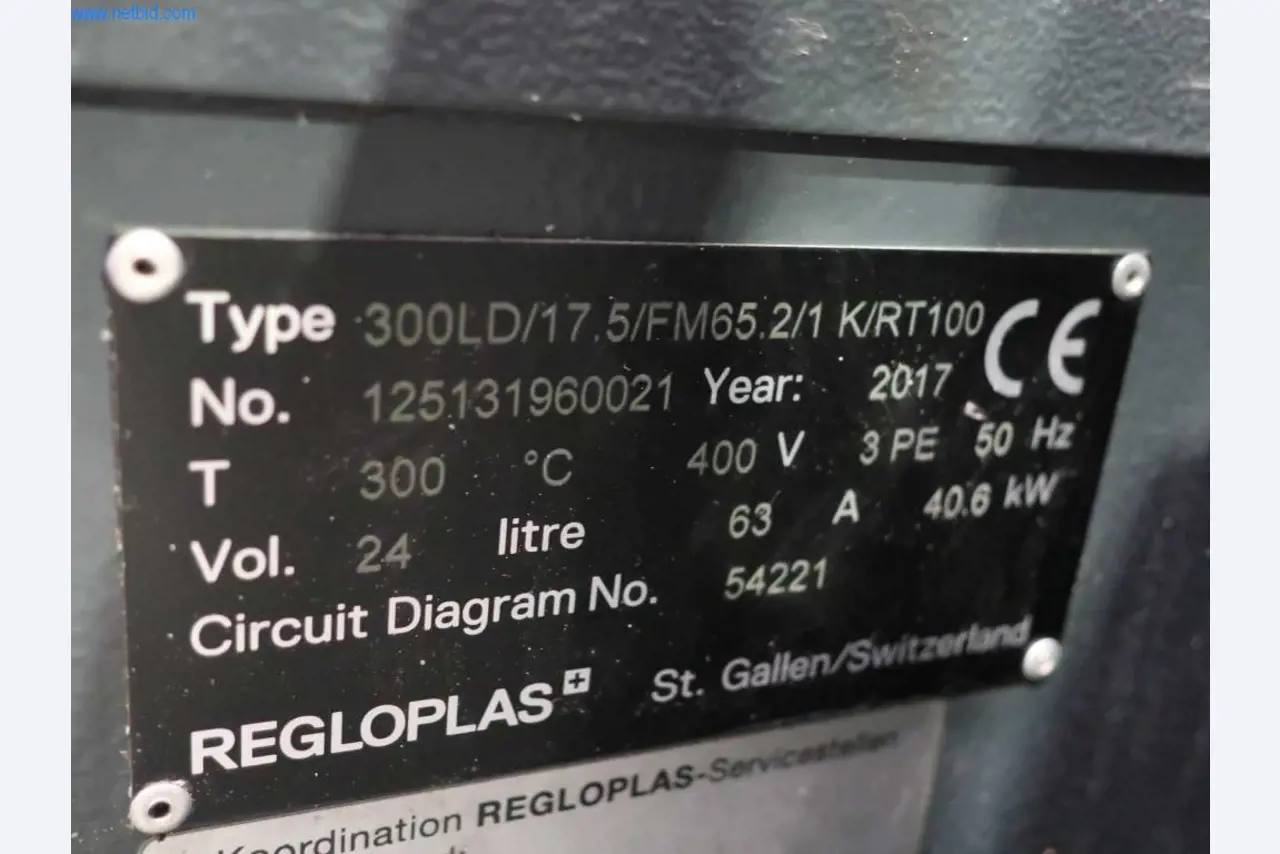 www.netbid.com
Type 300LD/17.5/FM65.2/1 K/RT100 CE
No. 125131960021 Year: 2017
T 300 °C 400 V 3 PE 50 Hz
Vol. 24 litre 63 A 40.6 kW
Circuit Diagram No. 54221
REGLOPLAS St. Gallen/Switzerland
Koordination REGLOPLAS-Servicestellen